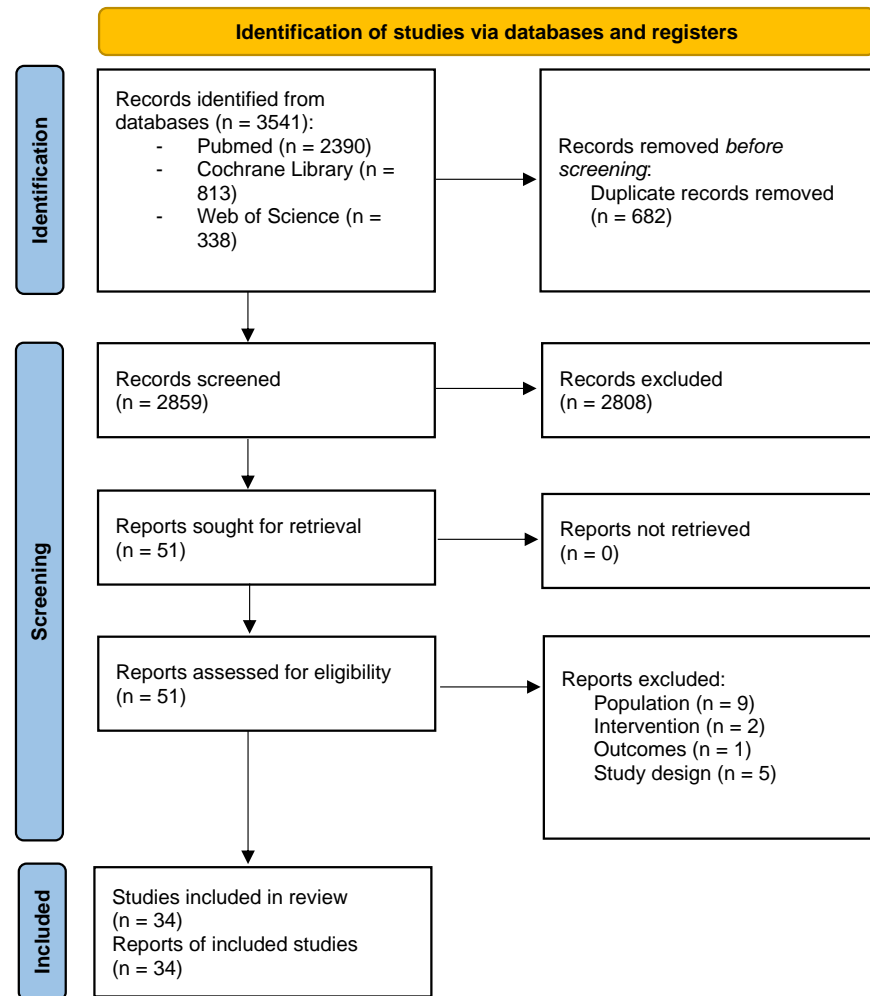 Identification of studies via databases and registers
Identification
Records identified from
databases (n = 3541):
- Pubmed (n = 2390)
- Cochrane Library (n =
813)
- Web of Science (n =
338)
Records removed before
screening:
Duplicate records removed
(n = 682)
Screening
Records screened
(n = 2859)
Records excluded
(n = 2808)
Reports sought for retrieval
(n = 51)
Reports not retrieved
(n = 0)
Reports assessed for eligibility
(n = 51)
Reports excluded:
Population (n = 9)
Intervention (n = 2)
Outcomes (n = 1)
Study design (n = 5)
Included
Studies included in review
(n = 34)
Reports of included studies
(n = 34)